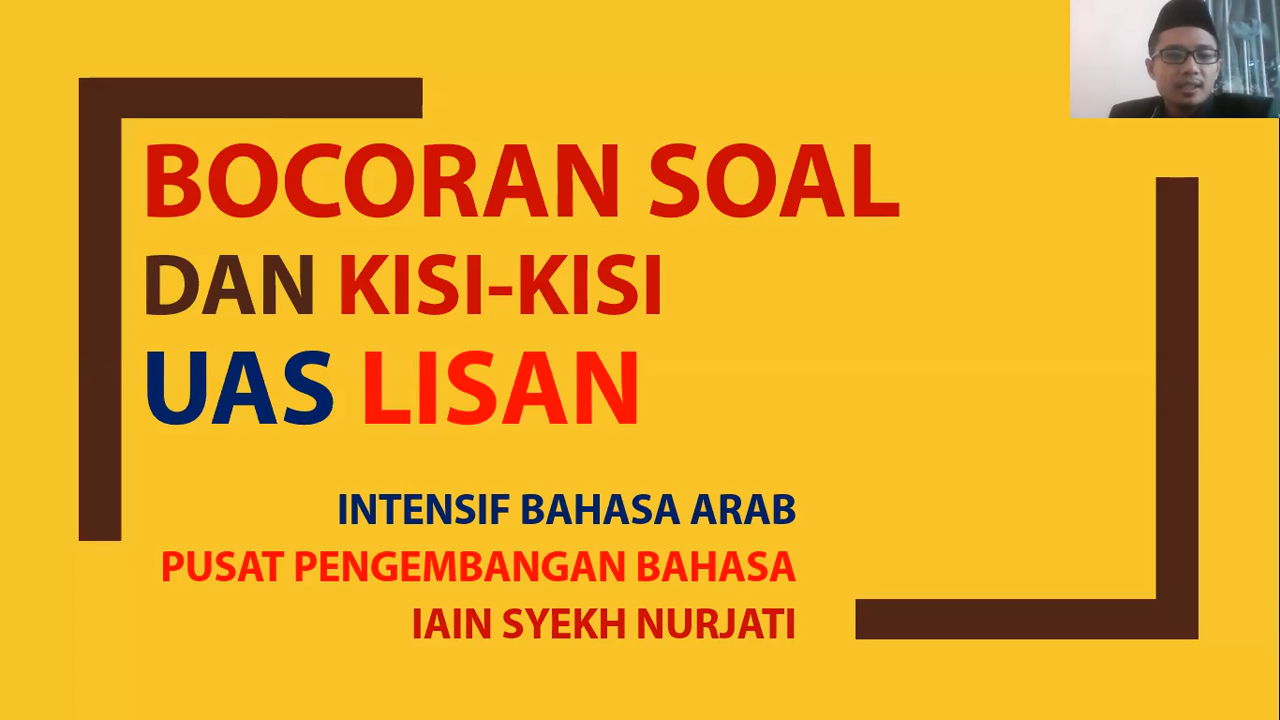 BOCORAN SOAL
DAN KISI-KISI
UAS LISAN
INTENSIF BAHASA ARAB
PUSAT PENGEMBANGAN BAHASA
IAIN SYEKH NURJATI